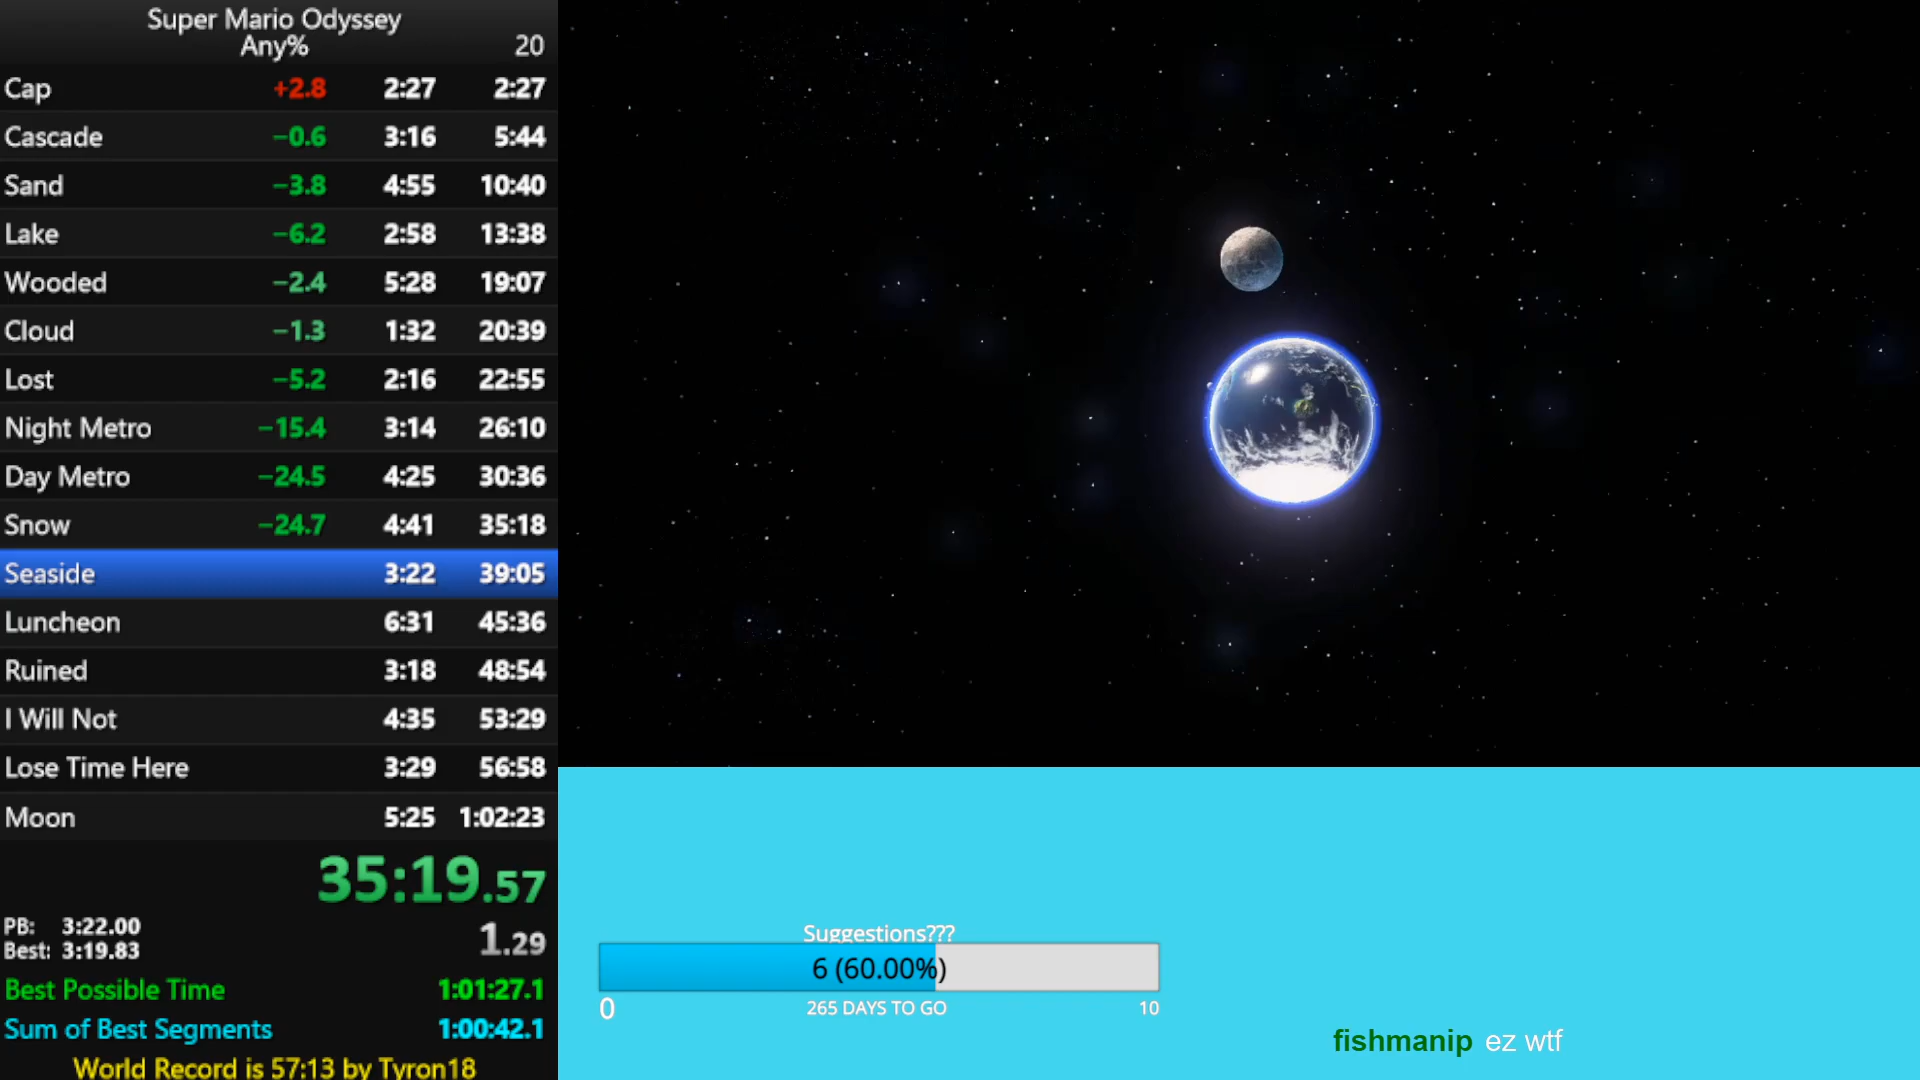 Super Mario Odyssey
Any% 20
Cap +2.8 2:27 2:27
Cascade −0.6 3:16 5:44
Sand −3.8 4:55 10:40
Lake −6.2 2:58 13:38
Wooded −2.4 5:28 19:07
Cloud −1.3 1:32 20:39
Lost −5.2 2:16 22:55
Night Metro −15.4 3:14 26:10
Day Metro −24.5 4:25 30:36
Snow −24.7 4:41 35:18
Seaside 3:22 39:05
Luncheon 6:31 45:36
Ruined 3:18 48:54
I Will Not 4:35 53:29
Lose Time Here 3:29 56:58
Moon 5:25 1:02:23
35:19.57
PB: 3:22.00
Best: 3:19.83
1.29
Best Possible Time 1:01:27.1
Sum of Best Segments 1:00:42.1
World Record is 57:13 by Tyron18
Suggestions???
6 (60.00%)
0 265 DAYS TO GO 10
fishmanip ez wtf